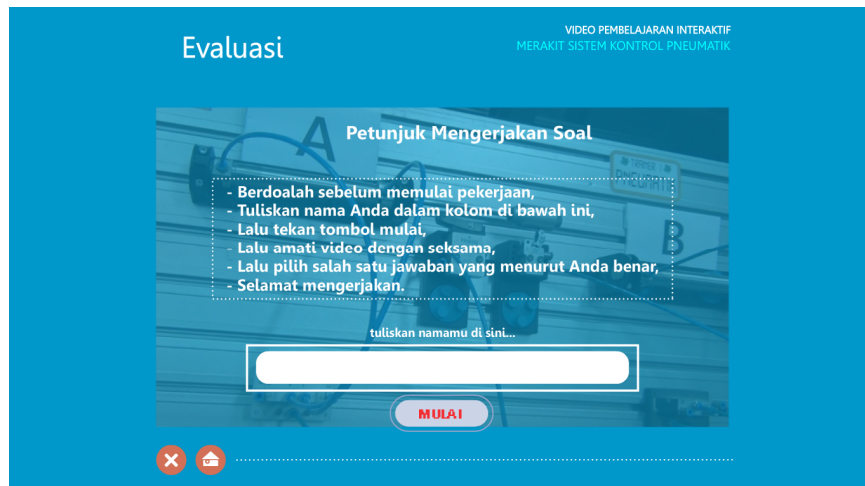 Evaluasi
VIDEO PEMBELAJARAN INTERAKTIF
MERAKIT SISTEM KONTROL PNEUMATIK
A
Petunjuk Mengerjakan Soal
TRAINER
PNEUMATIK
- Berdoalah sebelum memulai pekerjaan,
- Tuliskan nama Anda dalam kolom di bawah ini,
- Lalu tekan tombol mulai,
- Lalu amati video dengan seksama,
- Lalu pilih salah satu jawaban yang menurut Anda benar,
- Selamat mengerjakan.
B
tuliskan namamu di sini...
MULAI